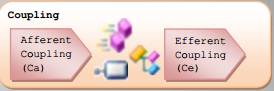 Coupling
Afferent
Coupling
(Ca)
Efferent
Coupling
(Ce)